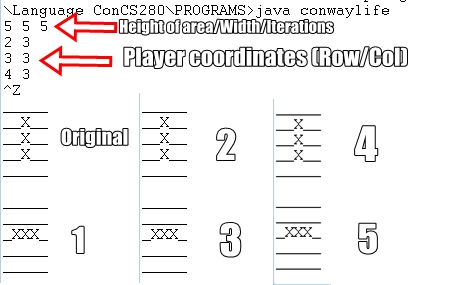 \Language ConCS280\PROGRAMS>java conwaylife
5 5 5 Height of area/Width/Iterations
2 3
3 3 Player coordinates (Row/Col)
4 3
^Z
_____
__X__
__X__
__X__
_____
Original
_____
__X__
__X__
__X__
_____
2
_____
__X__
__X__
__X__
_____
4
_____
_____
_XXX_
_____
_____
1
_____
_____
_XXX_
_____
_____
3
_____
_____
_XXX_
_____
_____
5